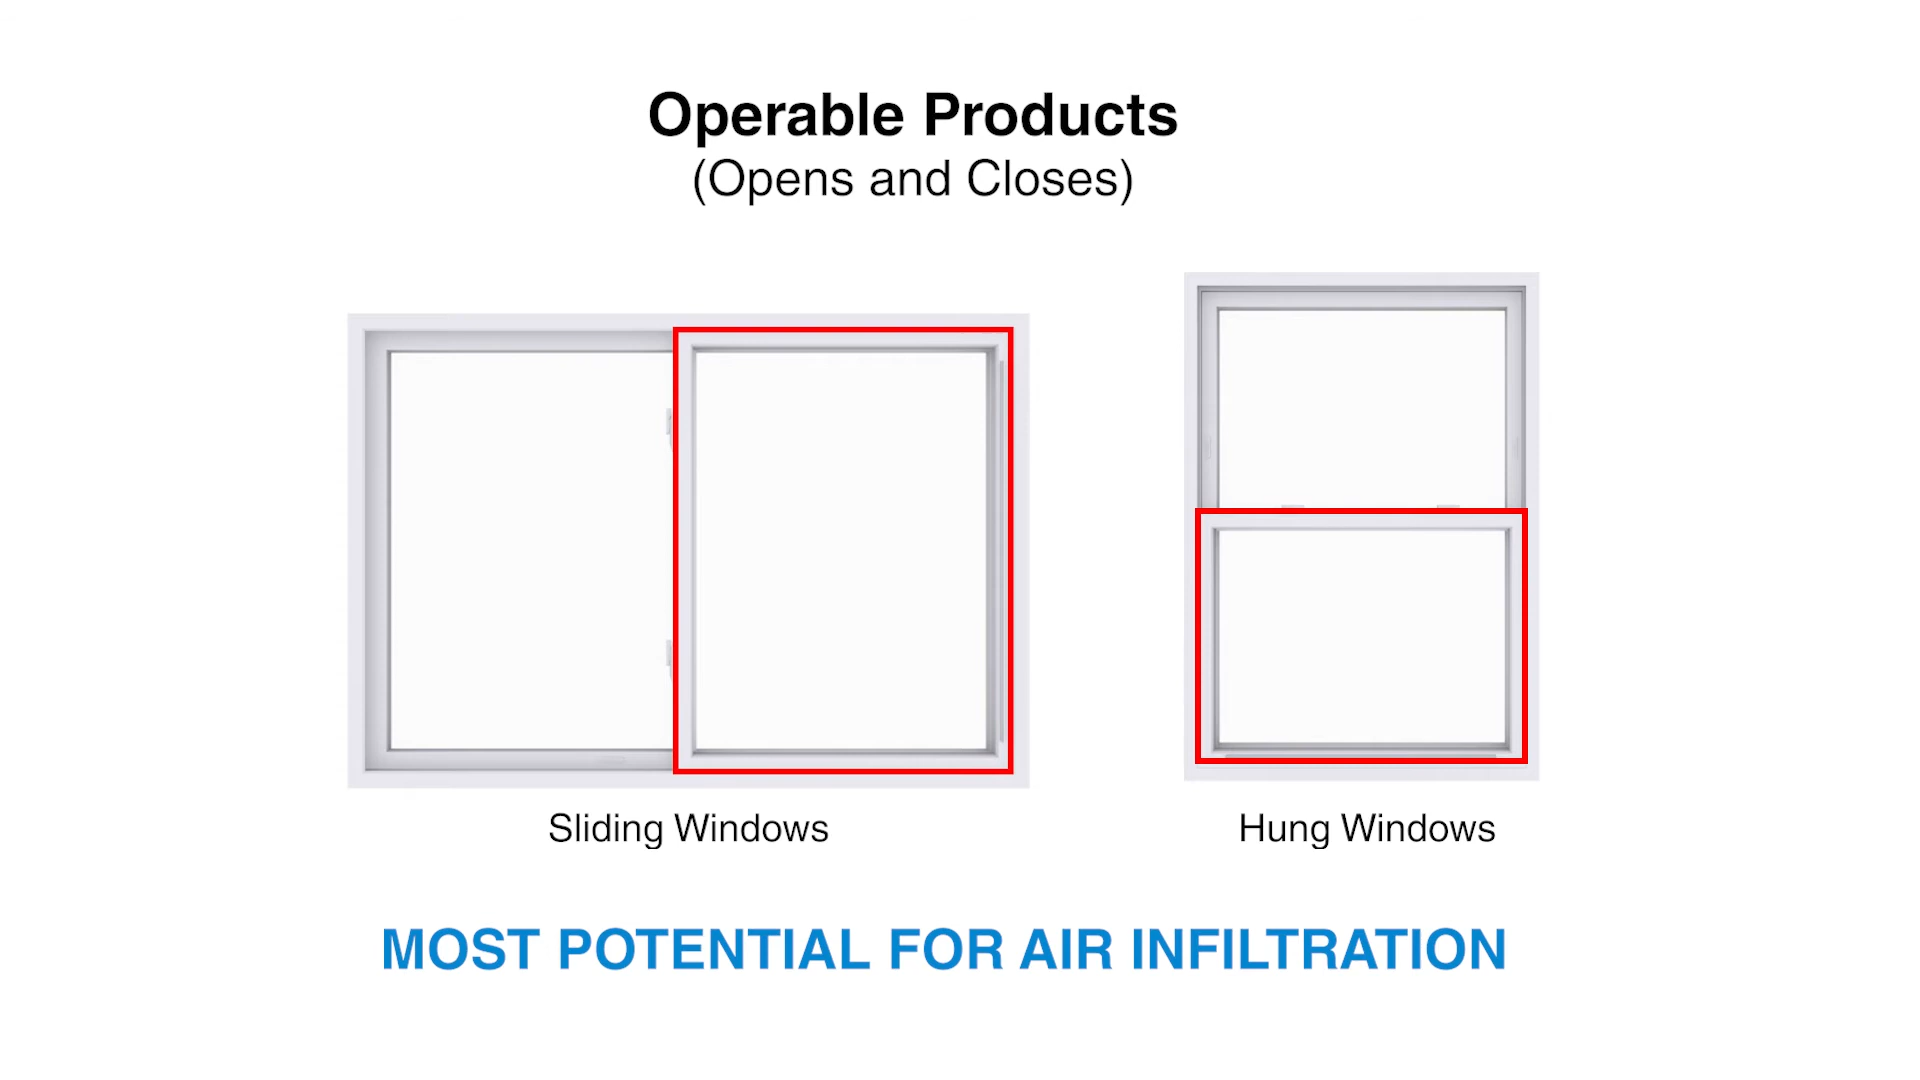 Operable Products
(Opens and Closes)
Sliding Windows
Hung Windows
MOST POTENTIAL FOR AIR INFILTRATION